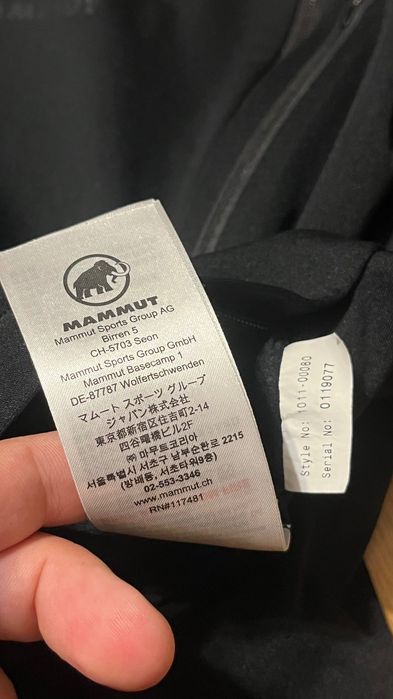 MAMMUT
Mammut Sports Group AG
Birren 5
CH-5703 Seon
Mammut Sports Group GmbH
Mammut Basecamp 1
DE-87787 Wolfertschwenden
マムート スポーツ グループ
ジャパン株式会社
東京都新宿区住吉町2-14
四谷曙橋ビル2F
㈜ 마무트코리아
서울특별시 서초구 남부순환로 2215
(방배동, 서초타워9층)
02-553-3346
www.mammut.ch
RN#117481
Style No: 1011-00080
Serial No: 0119077